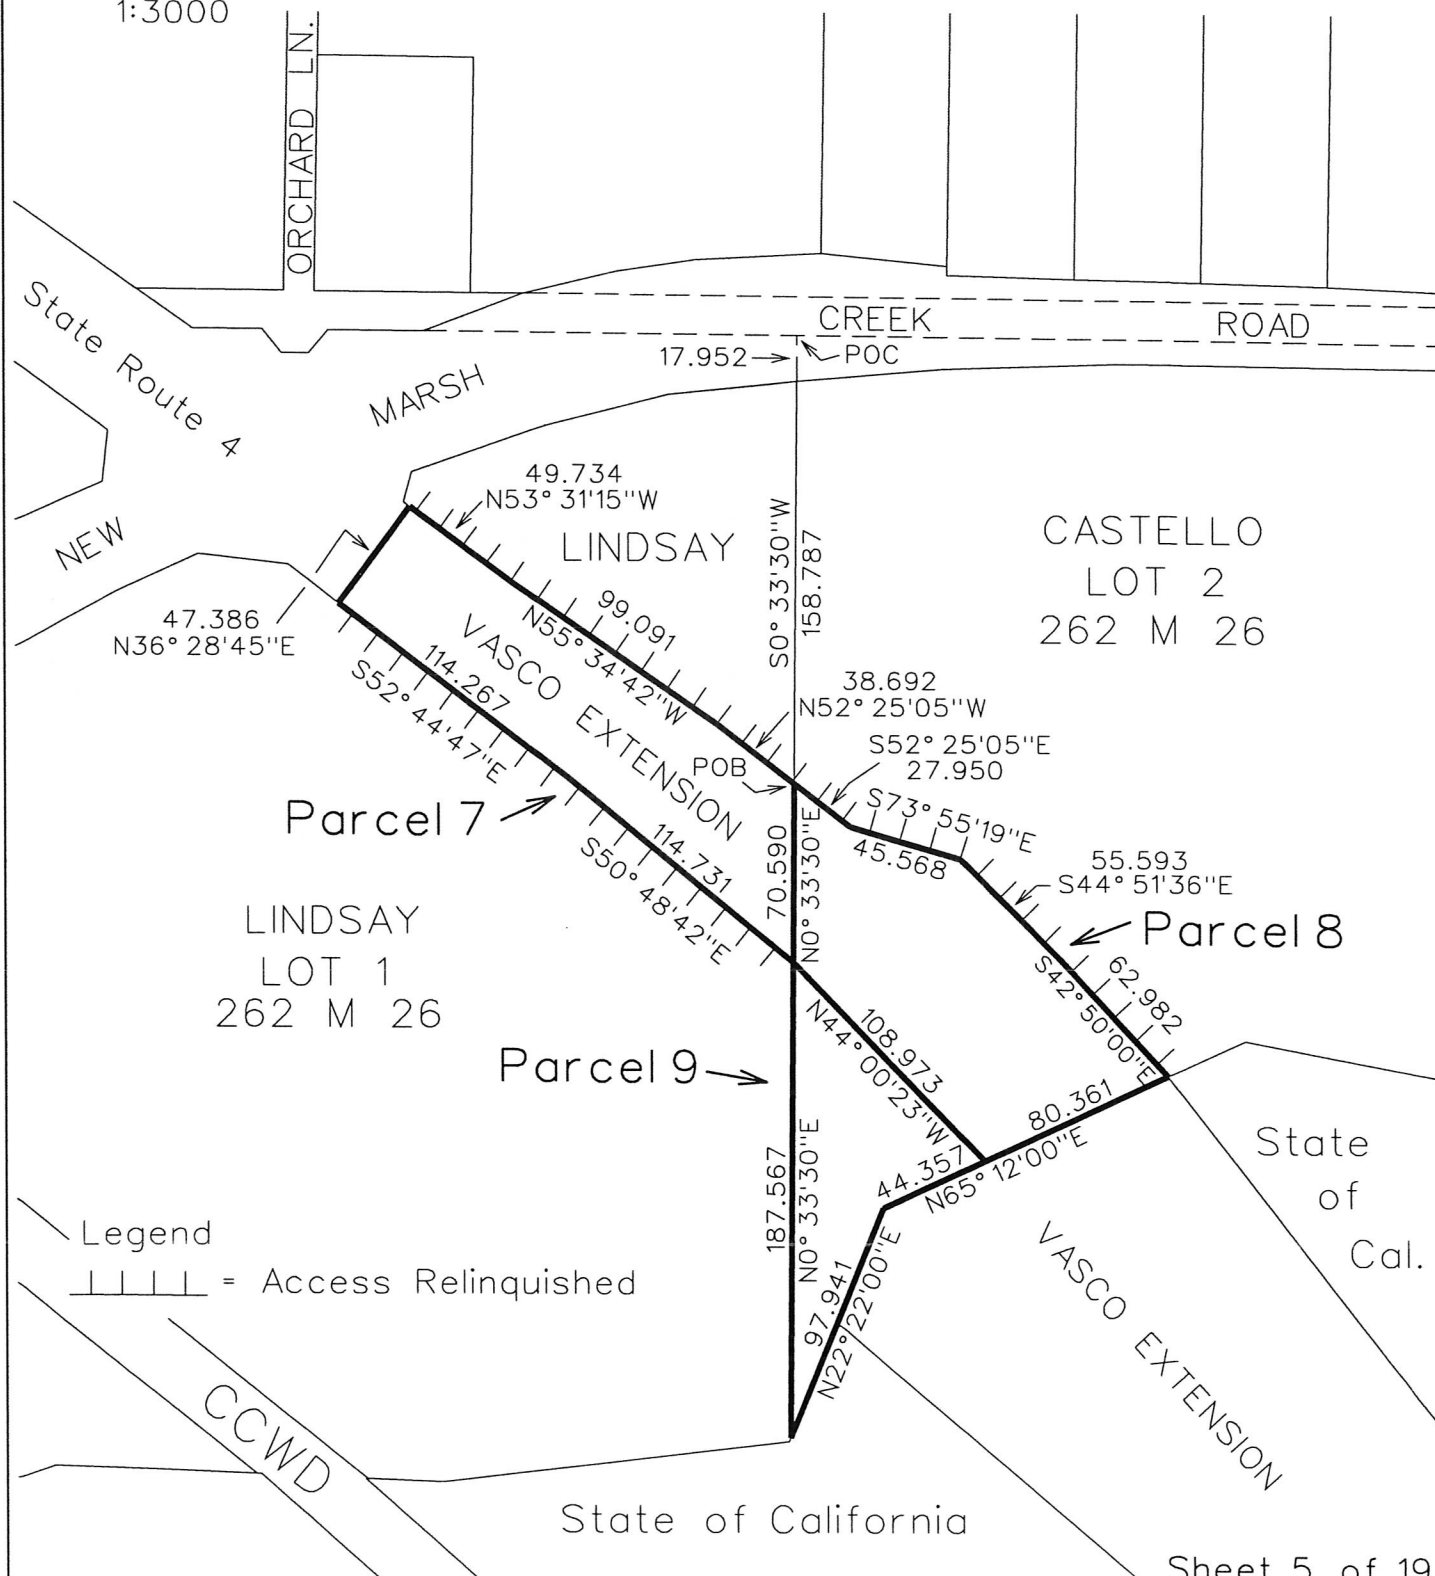 1:3000
ORCHARD LN.
State Route 4
CREEK
ROAD
17.952
POC
MARSH
NEW
49.734
N53° 31'15"W
LINDSAY
S0° 33'30"W
158.787
CASTELLO
LOT 2
262 M 26
47.386
N36° 28'45"E
99.091
N55° 34'42"W
VASCO EXTENSION
114.267
S52° 44'47"E
38.692
N52° 25'05"W
S52° 25'05"E
27.950
POB
S73° 55'19"E
45.568
Parcel 7
114.731
S50° 48'42"E
70.590
N0° 33'30"E
55.593
S44° 51'36"E
Parcel 8
LINDSAY
LOT 1
262 M 26
62.982
S42° 50'00"E
108.973
N44° 00'23"W
Parcel 9
187.567
N0° 33'30"E
80.361
44.357
N65° 12'00"E
97.941
N22° 22'00"E
State
of
Cal.
Legend
= Access Relinquished
VASCO EXTENSION
CCWD
State of California
Sheet 5 of 19